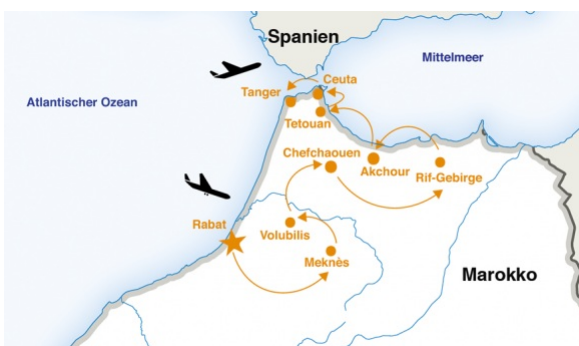 Spanien
Mittelmeer
Ceuta
Tanger
Atlantischer Ozean
Tetouan
Chefchaouen
Akchour
Rif-Gebirge
Rabat
Volubilis
Meknès
Marokko